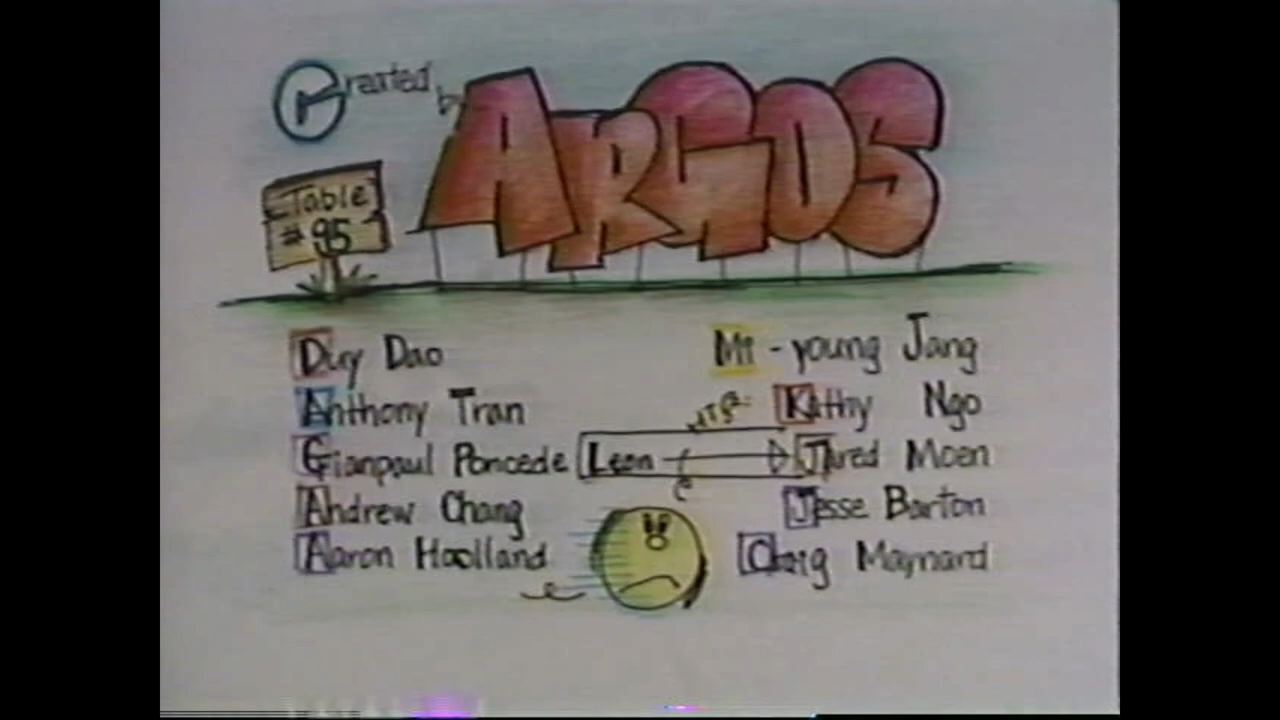 Created by
ARGOS
Table
#95
Duy Dao
Anthony Tran
Gianpaul Poncede Leon
Andrew Chang
Aaron Hoolland
Mi-young Jang
Kathy Ngo
Jared Moen
Jesse Barton
Craig Maynard